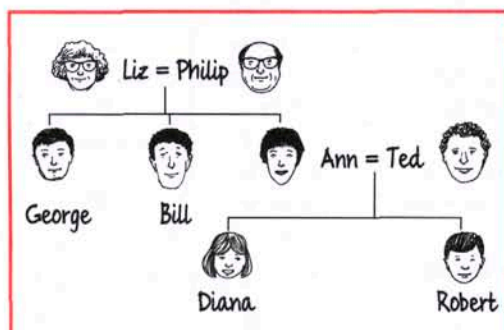 Liz = Philip
Ann = Ted
George Bill
Diana Robert